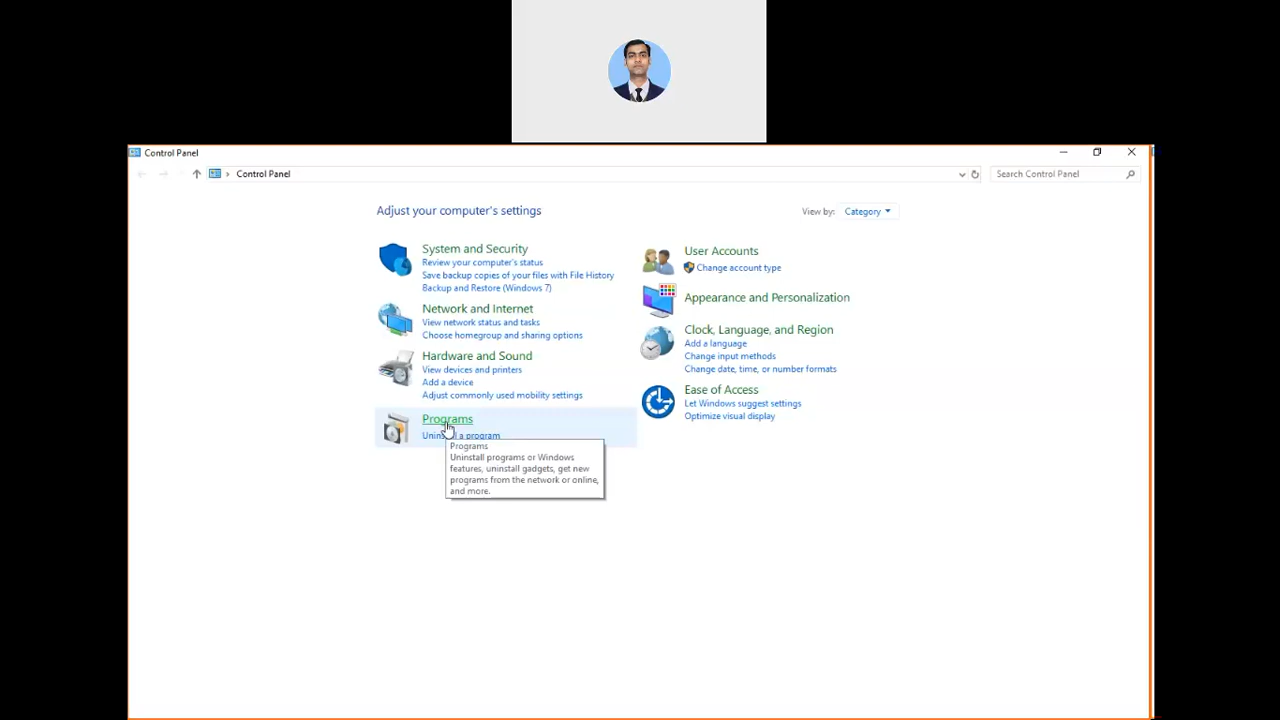 Control Panel
Control Panel
Search Control Panel
Adjust your computer's settings
View by: Category
System and Security
Review your computer's status
Save backup copies of your files with File History
Backup and Restore (Windows 7)
Network and Internet
View network status and tasks
Choose homegroup and sharing options
Hardware and Sound
View devices and printers
Add a device
Adjust commonly used mobility settings
Programs
Uninstall a program
Programs
Uninstall programs or Windows
features, uninstall gadgets, get new
programs from the network or online,
and more.
User Accounts
Change account type
Appearance and Personalization
Clock, Language, and Region
Add a language
Change input methods
Change date, time, or number formats
Ease of Access
Let Windows suggest settings
Optimize visual display